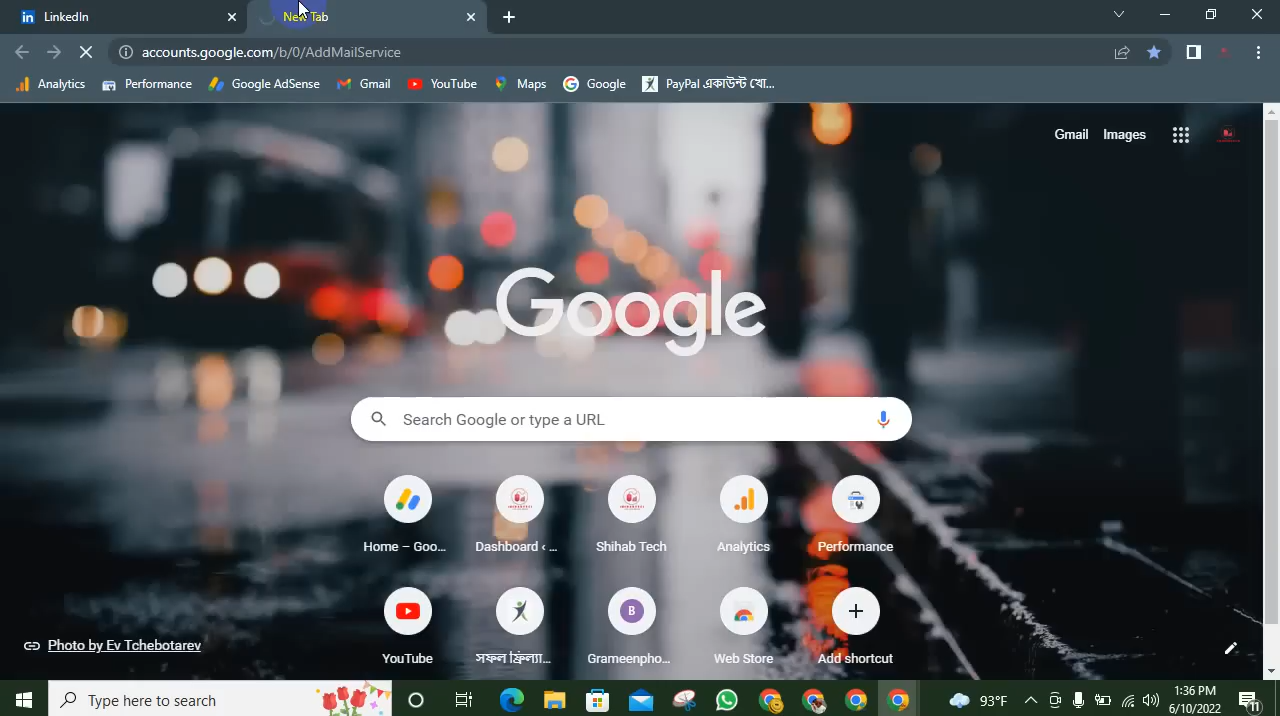 LinkedIn
New Tab
accounts.google.com/b/0/AddMailService
Analytics
Performance
Google AdSense
Gmail
YouTube
Maps
Google
PayPal একাউন্ট খো...
Gmail
Images
Google
Search Google or type a URL
Home – Goo...
Dashboard ‹ ...
Shihab Tech
Analytics
Performance
B
YouTube
সফল ফ্রিল্যা...
Grameenpho...
Web Store
Add shortcut
Photo by Ev Tchebotarev
Type here to search
93°F
1:36 PM
6/10/2022
11